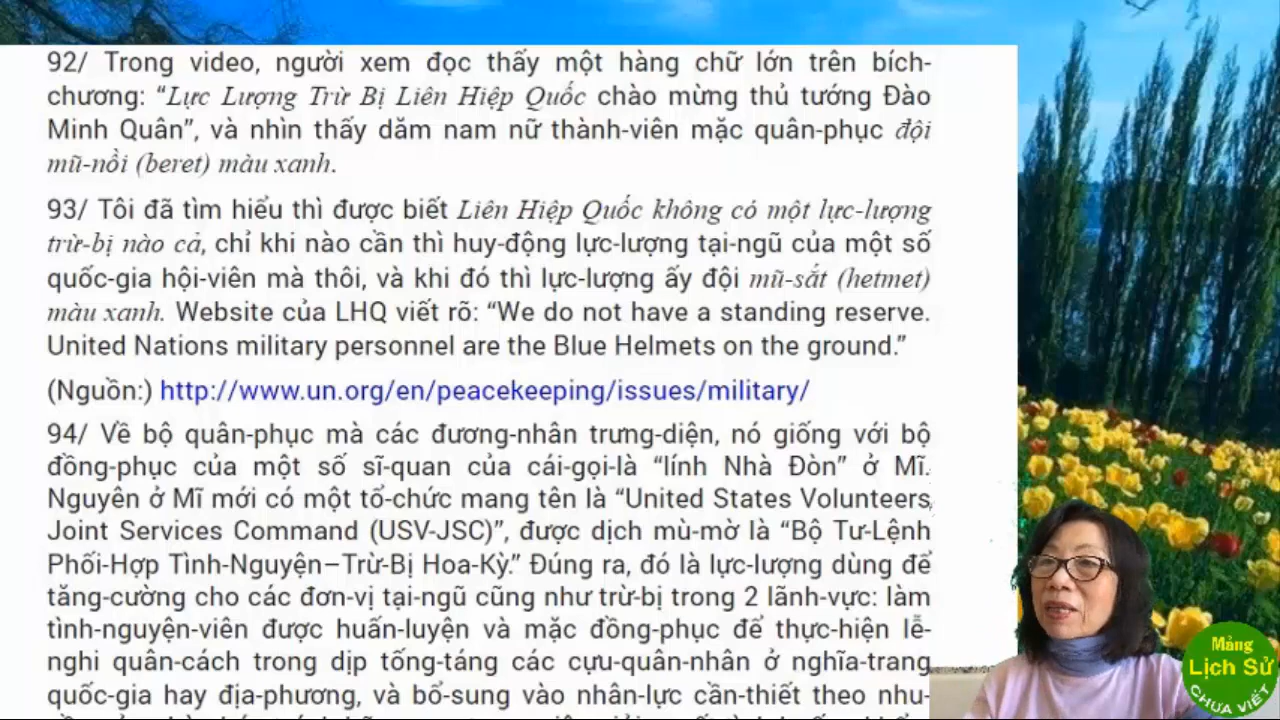 92/ Trong video, người xem đọc thấy một hàng chữ lớn trên bích-
chương: “Lực Lượng Trừ Bị Liên Hiệp Quốc chào mừng thủ tướng Đào
Minh Quân”, và nhìn thấy dăm nam nữ thành-viên mặc quân-phục đội
mũ-nồi (beret) màu xanh.
93/ Tôi đã tìm hiểu thì được biết Liên Hiệp Quốc không có một lực-lượng
trừ-bị nào cả, chỉ khi nào cần thì huy-động lực-lượng tại-ngũ của một số
quốc-gia hội-viên mà thôi, và khi đó thì lực-lượng ấy đội mũ-sắt (hetmet)
màu xanh. Website của LHQ viết rõ: “We do not have a standing reserve.
United Nations military personnel are the Blue Helmets on the ground.”
(Nguồn:) http://www.un.org/en/peacekeeping/issues/military/
94/ Về bộ quân-phục mà các đương-nhân trưng-diện, nó giống với bộ
đồng-phục của một số sĩ-quan của cái-gọi-là “lính Nhà Đòn” ở Mĩ.
Nguyên ở Mĩ mới có một tổ-chức mang tên là “United States Volunteers
Joint Services Command (USV-JSC)”, được dịch mù-mờ là “Bộ Tư-Lệnh
Phối-Hợp Tình-Nguyện–Trừ-Bị Hoa-Kỳ.” Đúng ra, đó là lực-lượng dùng để
tăng-cường cho các đơn-vị tại-ngũ cũng như trừ-bị trong 2 lãnh-vực: làm
tình-nguyện-viên được huấn-luyện và mặc đồng-phục để thực-hiện lễ-
nghi quân-cách trong dịp tống-táng các cựu-quân-nhân ở nghĩa-trang
quốc-gia hay địa-phương, và bổ-sung vào nhân-lực cần-thiết theo nhu-
Mảng
Lịch Sử
CHƯA VIẾT